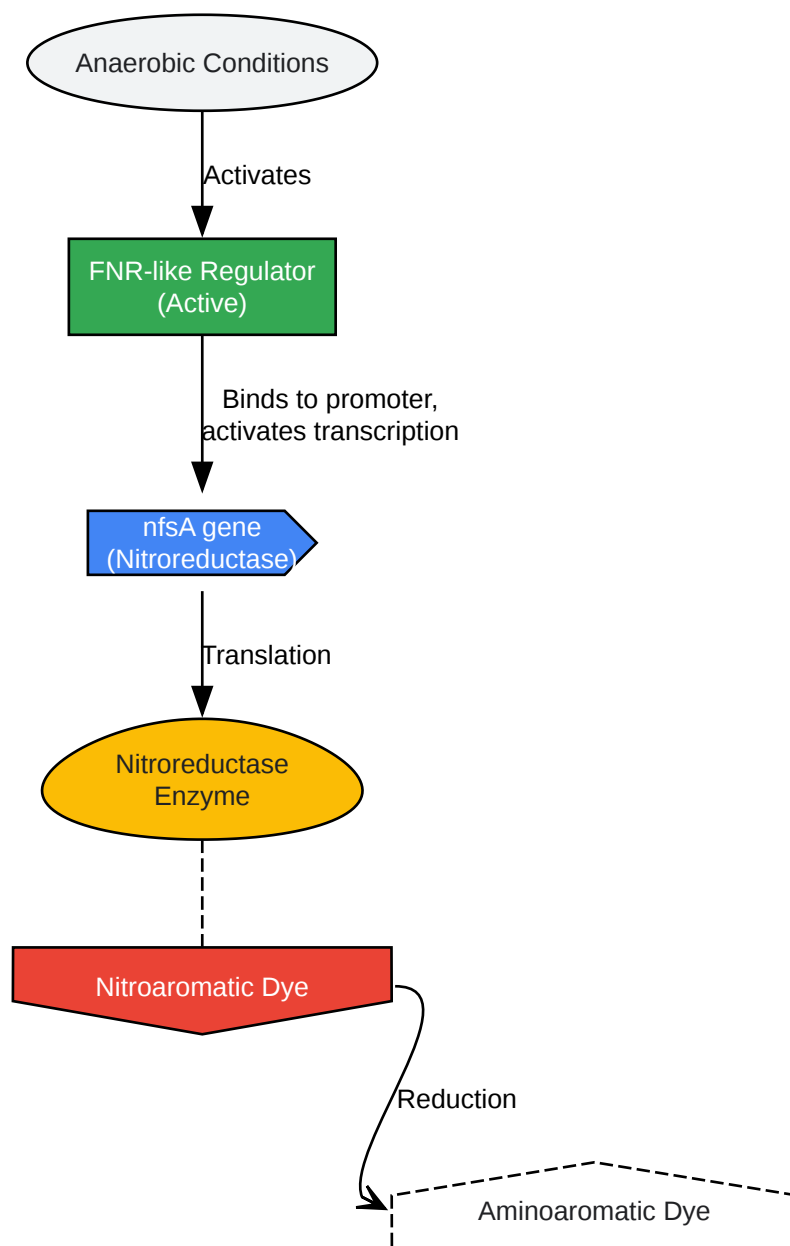 Anaerobic Conditions
Activates
FNR-like Regulator
(Active)
Binds to promoter,
activates transcription
nfsA gene
(Nitroreductase)
Translation
Nitroreductase
Enzyme
Nitroaromatic Dye
Reduction
Aminoaromatic Dye